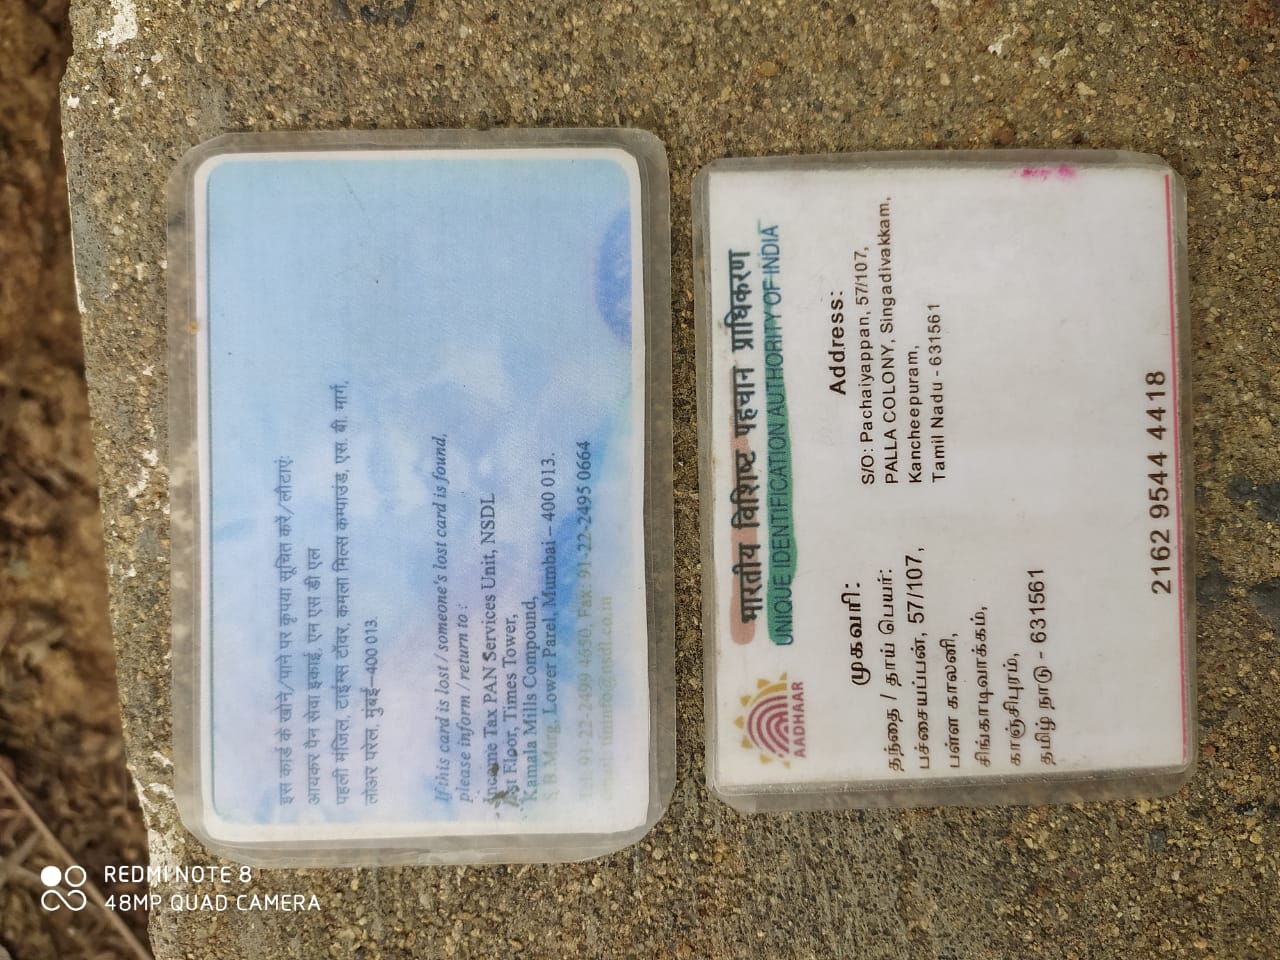 इस कार्ड के खोने/पाने पर कृपया सूचित करें/लौटाएं:
आयकर पैन सेवा इकाई, एन एस डी एल
पहली मंजिल, टाईम्स टॉवर, कमला मिल्स कम्पाउंड, एस. बी. मार्ग,
लोअर परेल, मुंबई–400 013.
If this card is lost / someone's lost card is found,
please inform / return to :
Income Tax PAN Services Unit, NSDL
1st Floor, Times Tower,
Kamala Mills Compound,
S B Marg, Lower Parel, Mumbai – 400 013.
Tel: 91-22-2499 4650, Fax: 91-22-2495 0664
भारतीय विशिष्ट पहचान प्राधिकरण
UNIQUE IDENTIFICATION AUTHORITY OF INDIA
AADHAAR
முகவரி:
தந்தை / தாய் பெயர்:
பச்சையப்பன், 57/107,
பள்ள காலனி,
சிங்காடிவாக்கம்,
காஞ்சிபுரம்,
தமிழ் நாடு - 631561
Address:
S/O: Pachaiyappan, 57/107,
PALLA COLONY, Singadivakkam,
Kancheepuram,
Tamil Nadu - 631561
2162 9544 4418
REDMI NOTE 8
48MP QUAD CAMERA